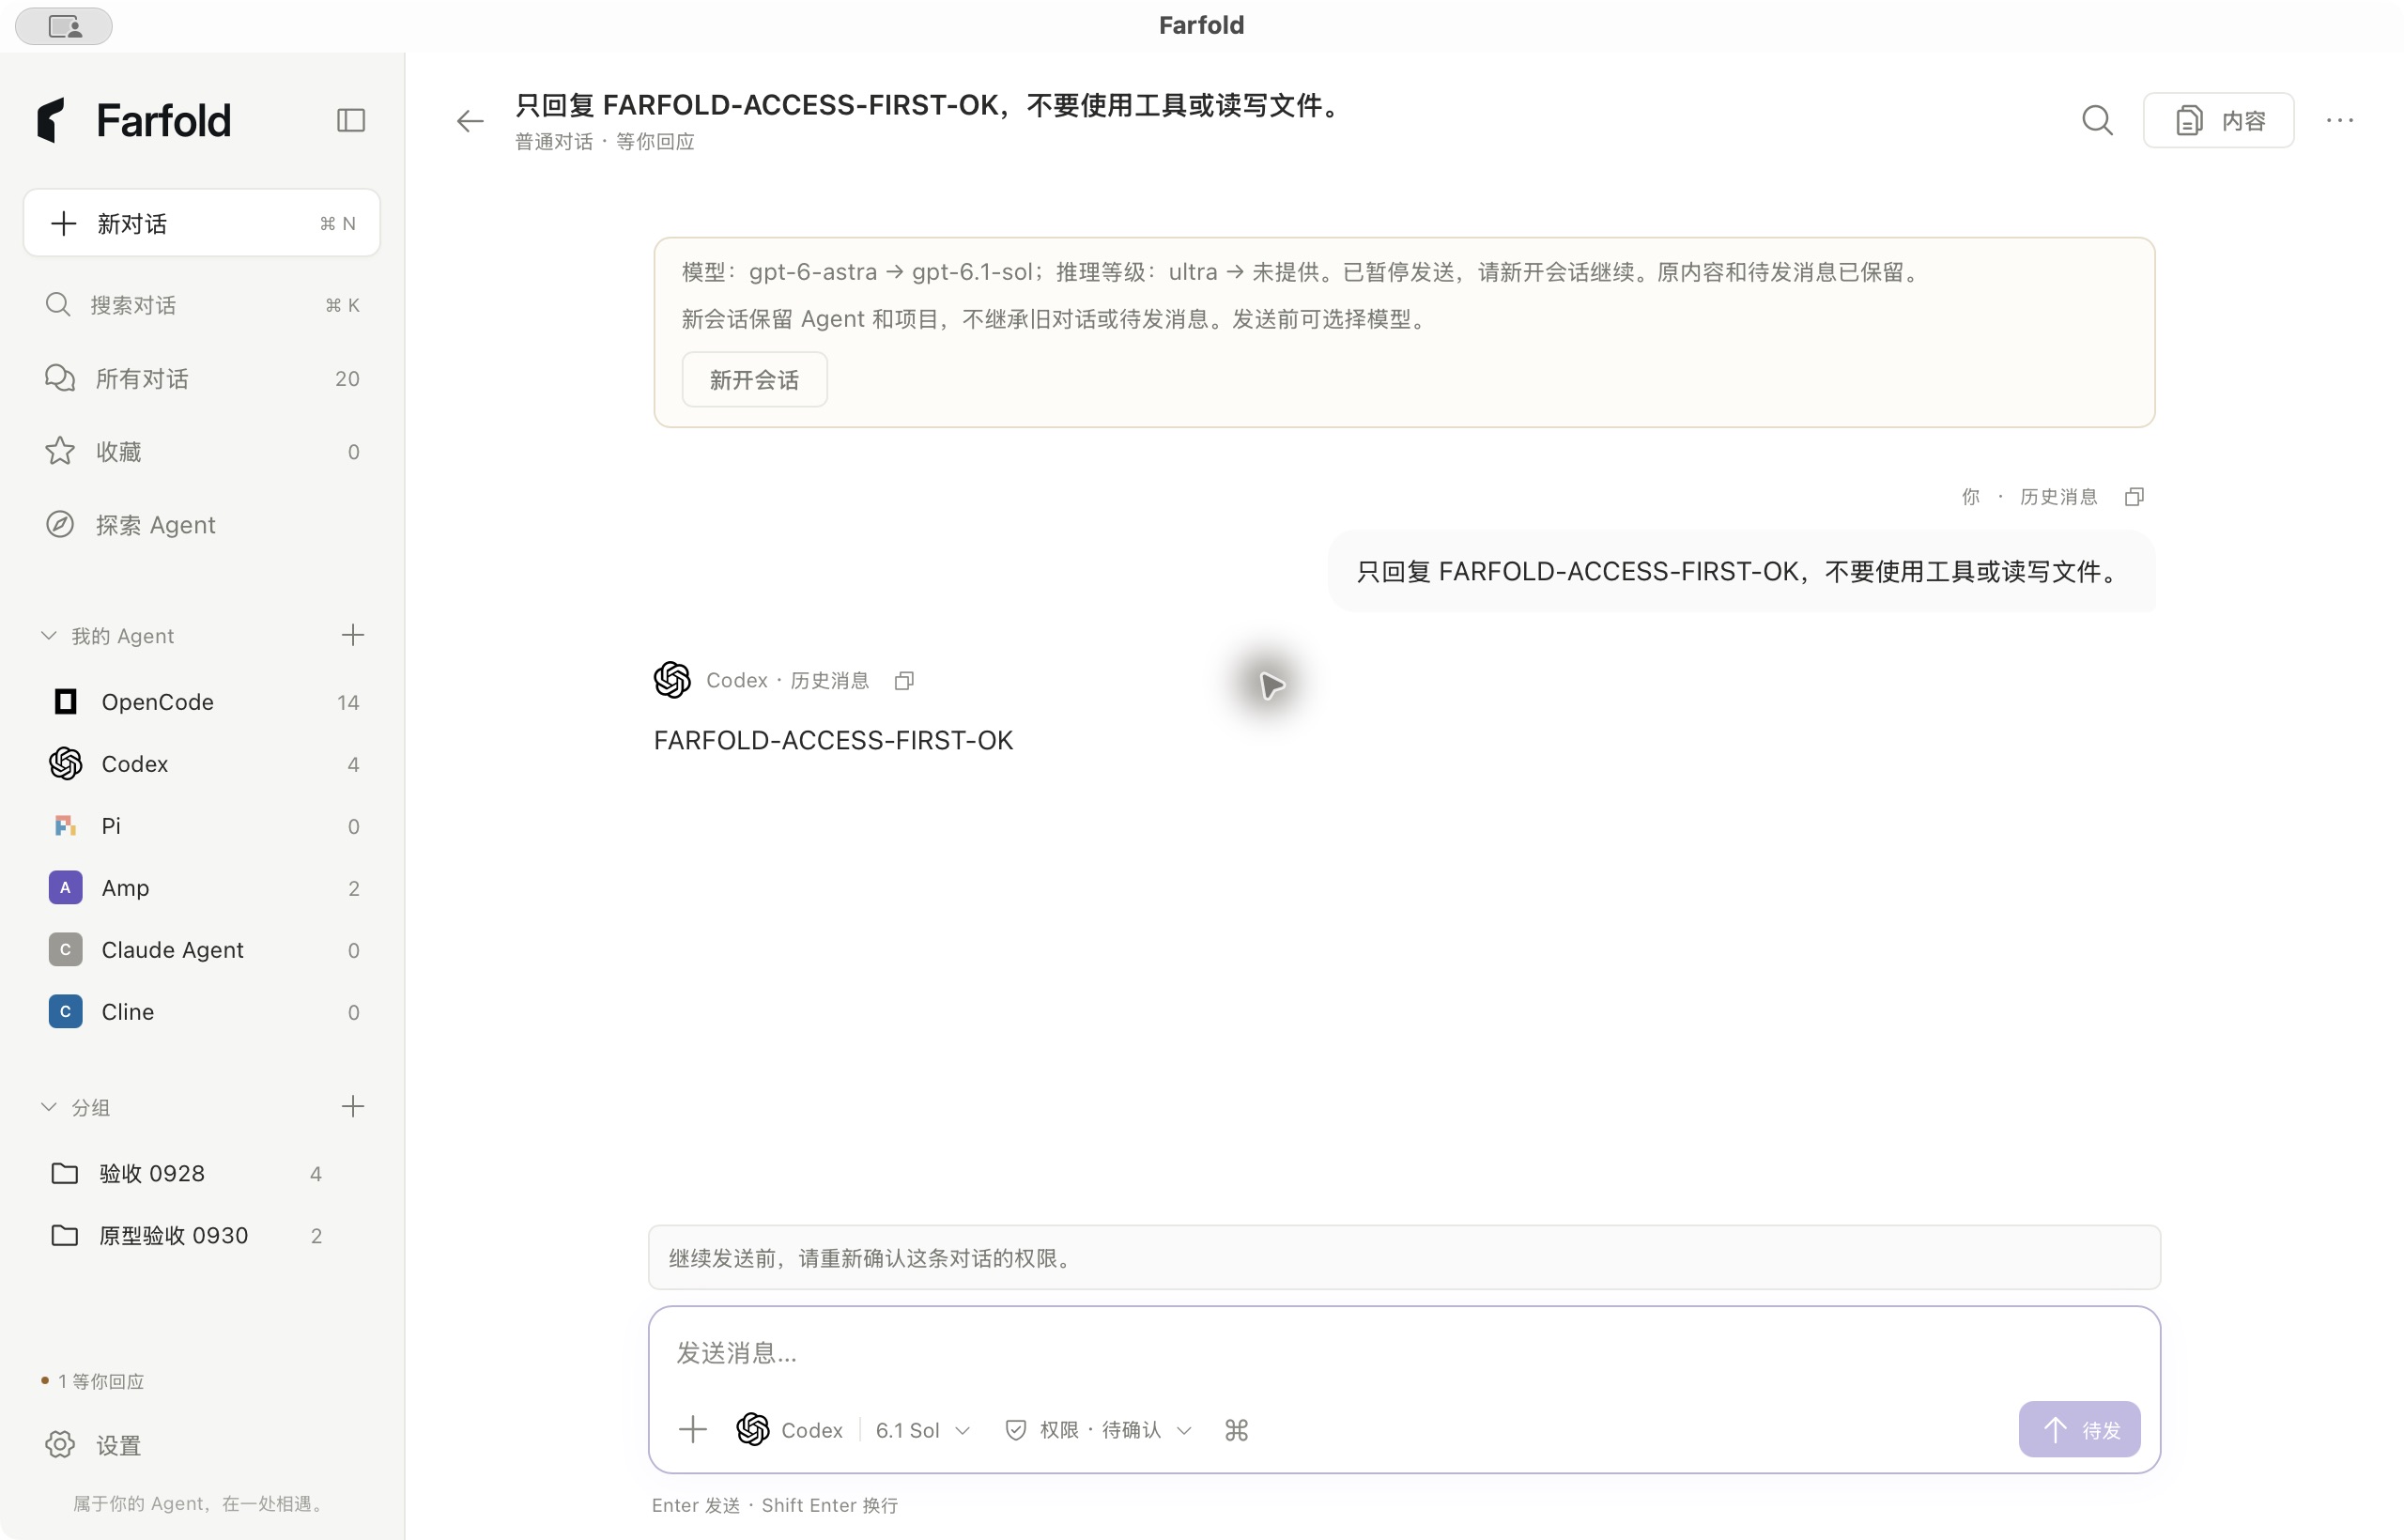 Farfold
Farfold
新对话 ⌘ N
搜索对话 ⌘ K
所有对话 20
收藏 0
探索 Agent
我的 Agent
OpenCode 14
Codex 4
Pi 0
A Amp 2
C Claude Agent 0
C Cline 0
分组
验收 0928 4
原型验收 0930 2
1 等你回应
设置
属于你的 Agent，在一处相遇。
只回复 FARFOLD-ACCESS-FIRST-OK，不要使用工具或读写文件。
普通对话 · 等你回应
内容
模型：gpt-6-astra → gpt-6.1-sol；推理等级：ultra → 未提供。已暂停发送，请新开会话继续。原内容和待发消息已保留。
新会话保留 Agent 和项目，不继承旧对话或待发消息。发送前可选择模型。
新开会话
你 · 历史消息
只回复 FARFOLD-ACCESS-FIRST-OK，不要使用工具或读写文件。
Codex · 历史消息
FARFOLD-ACCESS-FIRST-OK
继续发送前，请重新确认这条对话的权限。
发送消息...
Codex 6.1 Sol 权限 · 待确认 ⌘ 待发
Enter 发送 · Shift Enter 换行